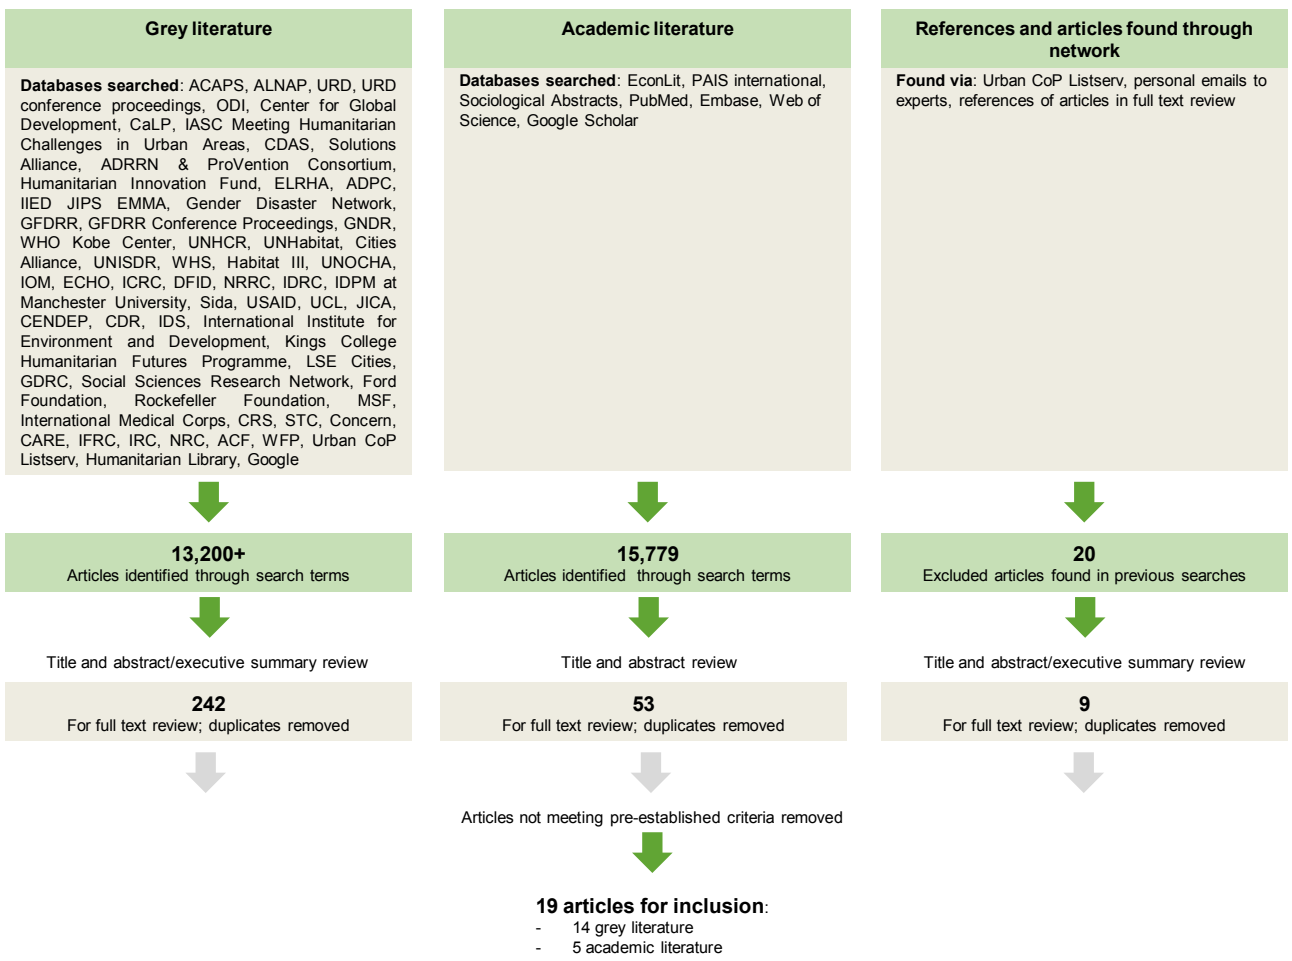 Grey literature
Databases searched: ACAPS, ALNAP, URD, URD
conference proceedings, ODI, Center for Global
Development, CaLP, IASC Meeting Humanitarian
Challenges in Urban Areas, CDAS, Solutions
Alliance, ADRRN & ProVention Consortium,
Humanitarian Innovation Fund, ELRHA, ADPC,
IIED JIPS EMMA, Gender Disaster Network,
GFDRR, GFDRR Conference Proceedings, GNDR,
WHO Kobe Center, UNHCR, UNHabitat, Cities
Alliance, UNISDR, WHS, Habitat III, UNOCHA,
IOM, ECHO, ICRC, DFID, NRRC, IDRC, IDPM at
Manchester University, Sida, USAID, UCL, JICA,
CENDEP, CDR, IDS, International Institute for
Environment and Development, Kings College
Humanitarian Futures Programme, LSE Cities,
GDRC, Social Sciences Research Network, Ford
Foundation, Rockefeller Foundation, MSF,
International Medical Corps, CRS, STC, Concern,
CARE, IFRC, IRC, NRC, ACF, WFP, Urban CoP
Listserv, Humanitarian Library, Google
13,200+
Articles identified through search terms
Title and abstract/executive summary review
242
For full text review; duplicates removed
Academic literature
Databases searched: EconLit, PAIS international,
Sociological Abstracts, PubMed, Embase, Web of
Science, Google Scholar
15,779
Articles identified through search terms
Title and abstract review
53
For full text review; duplicates removed
References and articles found through
network
Found via: Urban CoP Listserv, personal emails to
experts, references of articles in full text review
20
Excluded articles found in previous searches
Title and abstract/executive summary review
9
For full text review; duplicates removed
Articles not meeting pre-established criteria removed
19 articles for inclusion:
- 14 grey literature
- 5 academic literature